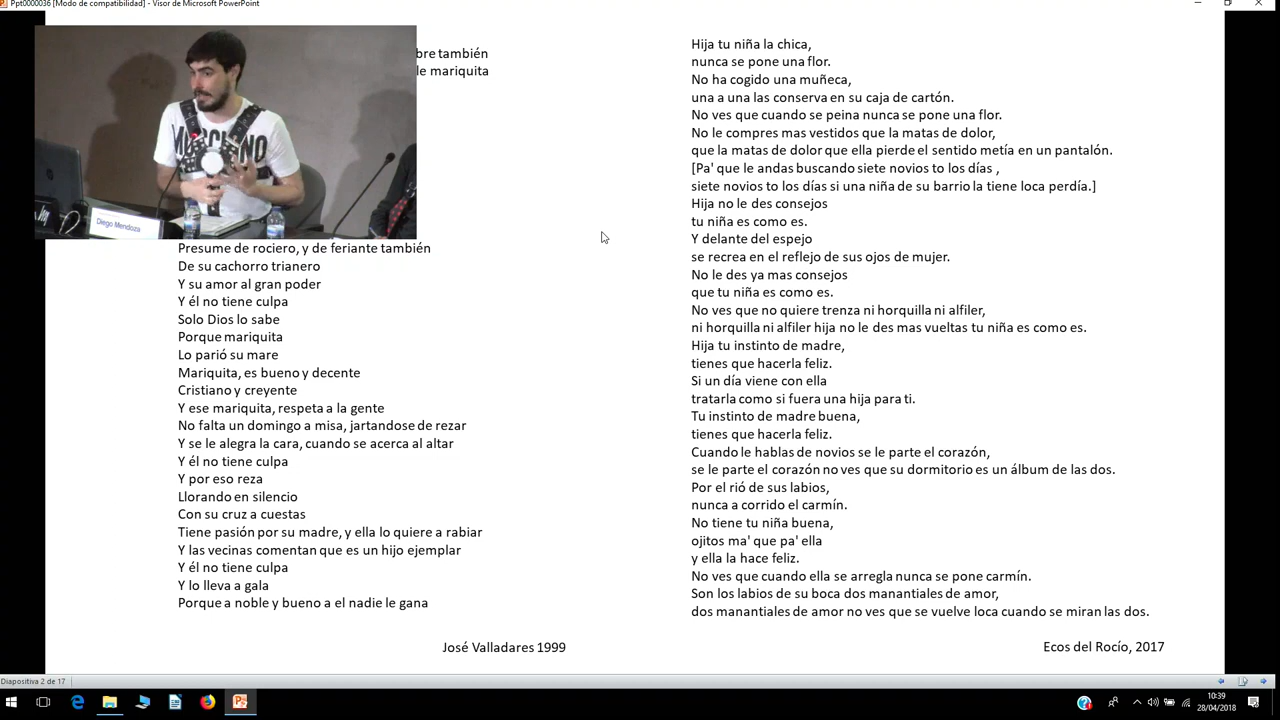 Ppt0000036 [Modo de compatibilidad] - Visor de Microsoft PowerPoint
bre también
le mariquita
Diego Mendoza
Presume de rociero, y de feriante también
De su cachorro trianero
Y su amor al gran poder
Y él no tiene culpa
Solo Dios lo sabe
Porque mariquita
Lo parió su mare
Mariquita, es bueno y decente
Cristiano y creyente
Y ese mariquita, respeta a la gente
No falta un domingo a misa, jartandose de rezar
Y se le alegra la cara, cuando se acerca al altar
Y él no tiene culpa
Y por eso reza
Llorando en silencio
Con su cruz a cuestas
Tiene pasión por su madre, y ella lo quiere a rabiar
Y las vecinas comentan que es un hijo ejemplar
Y él no tiene culpa
Y lo lleva a gala
Porque a noble y bueno a el nadie le gana
José Valladares 1999
Hija tu niña la chica,
nunca se pone una flor.
No ha cogido una muñeca,
una a una las conserva en su caja de cartón.
No ves que cuando se peina nunca se pone una flor.
No le compres mas vestidos que la matas de dolor,
que la matas de dolor que ella pierde el sentido metía en un pantalón.
[Pa' que le andas buscando siete novios to los días ,
siete novios to los días si una niña de su barrio la tiene loca perdía.]
Hija no le des consejos
tu niña es como es.
Y delante del espejo
se recrea en el reflejo de sus ojos de mujer.
No le des ya mas consejos
que tu niña es como es.
No ves que no quiere trenza ni horquilla ni alfiler,
ni horquilla ni alfiler hija no le des mas vueltas tu niña es como es.
Hija tu instinto de madre,
tienes que hacerla feliz.
Si un día viene con ella
tratarla como si fuera una hija para ti.
Tu instinto de madre buena,
tienes que hacerla feliz.
Cuando le hablas de novios se le parte el corazón,
se le parte el corazón no ves que su dormitorio es un álbum de las dos.
Por el rió de sus labios,
nunca a corrido el carmín.
No tiene tu niña buena,
ojitos ma' que pa' ella
y ella la hace feliz.
No ves que cuando ella se arregla nunca se pone carmín.
Son los labios de su boca dos manantiales de amor,
dos manantiales de amor no ves que se vuelve loca cuando se miran las dos.
Ecos del Rocío, 2017
Diapositiva 2 de 17
10:39
28/04/2018